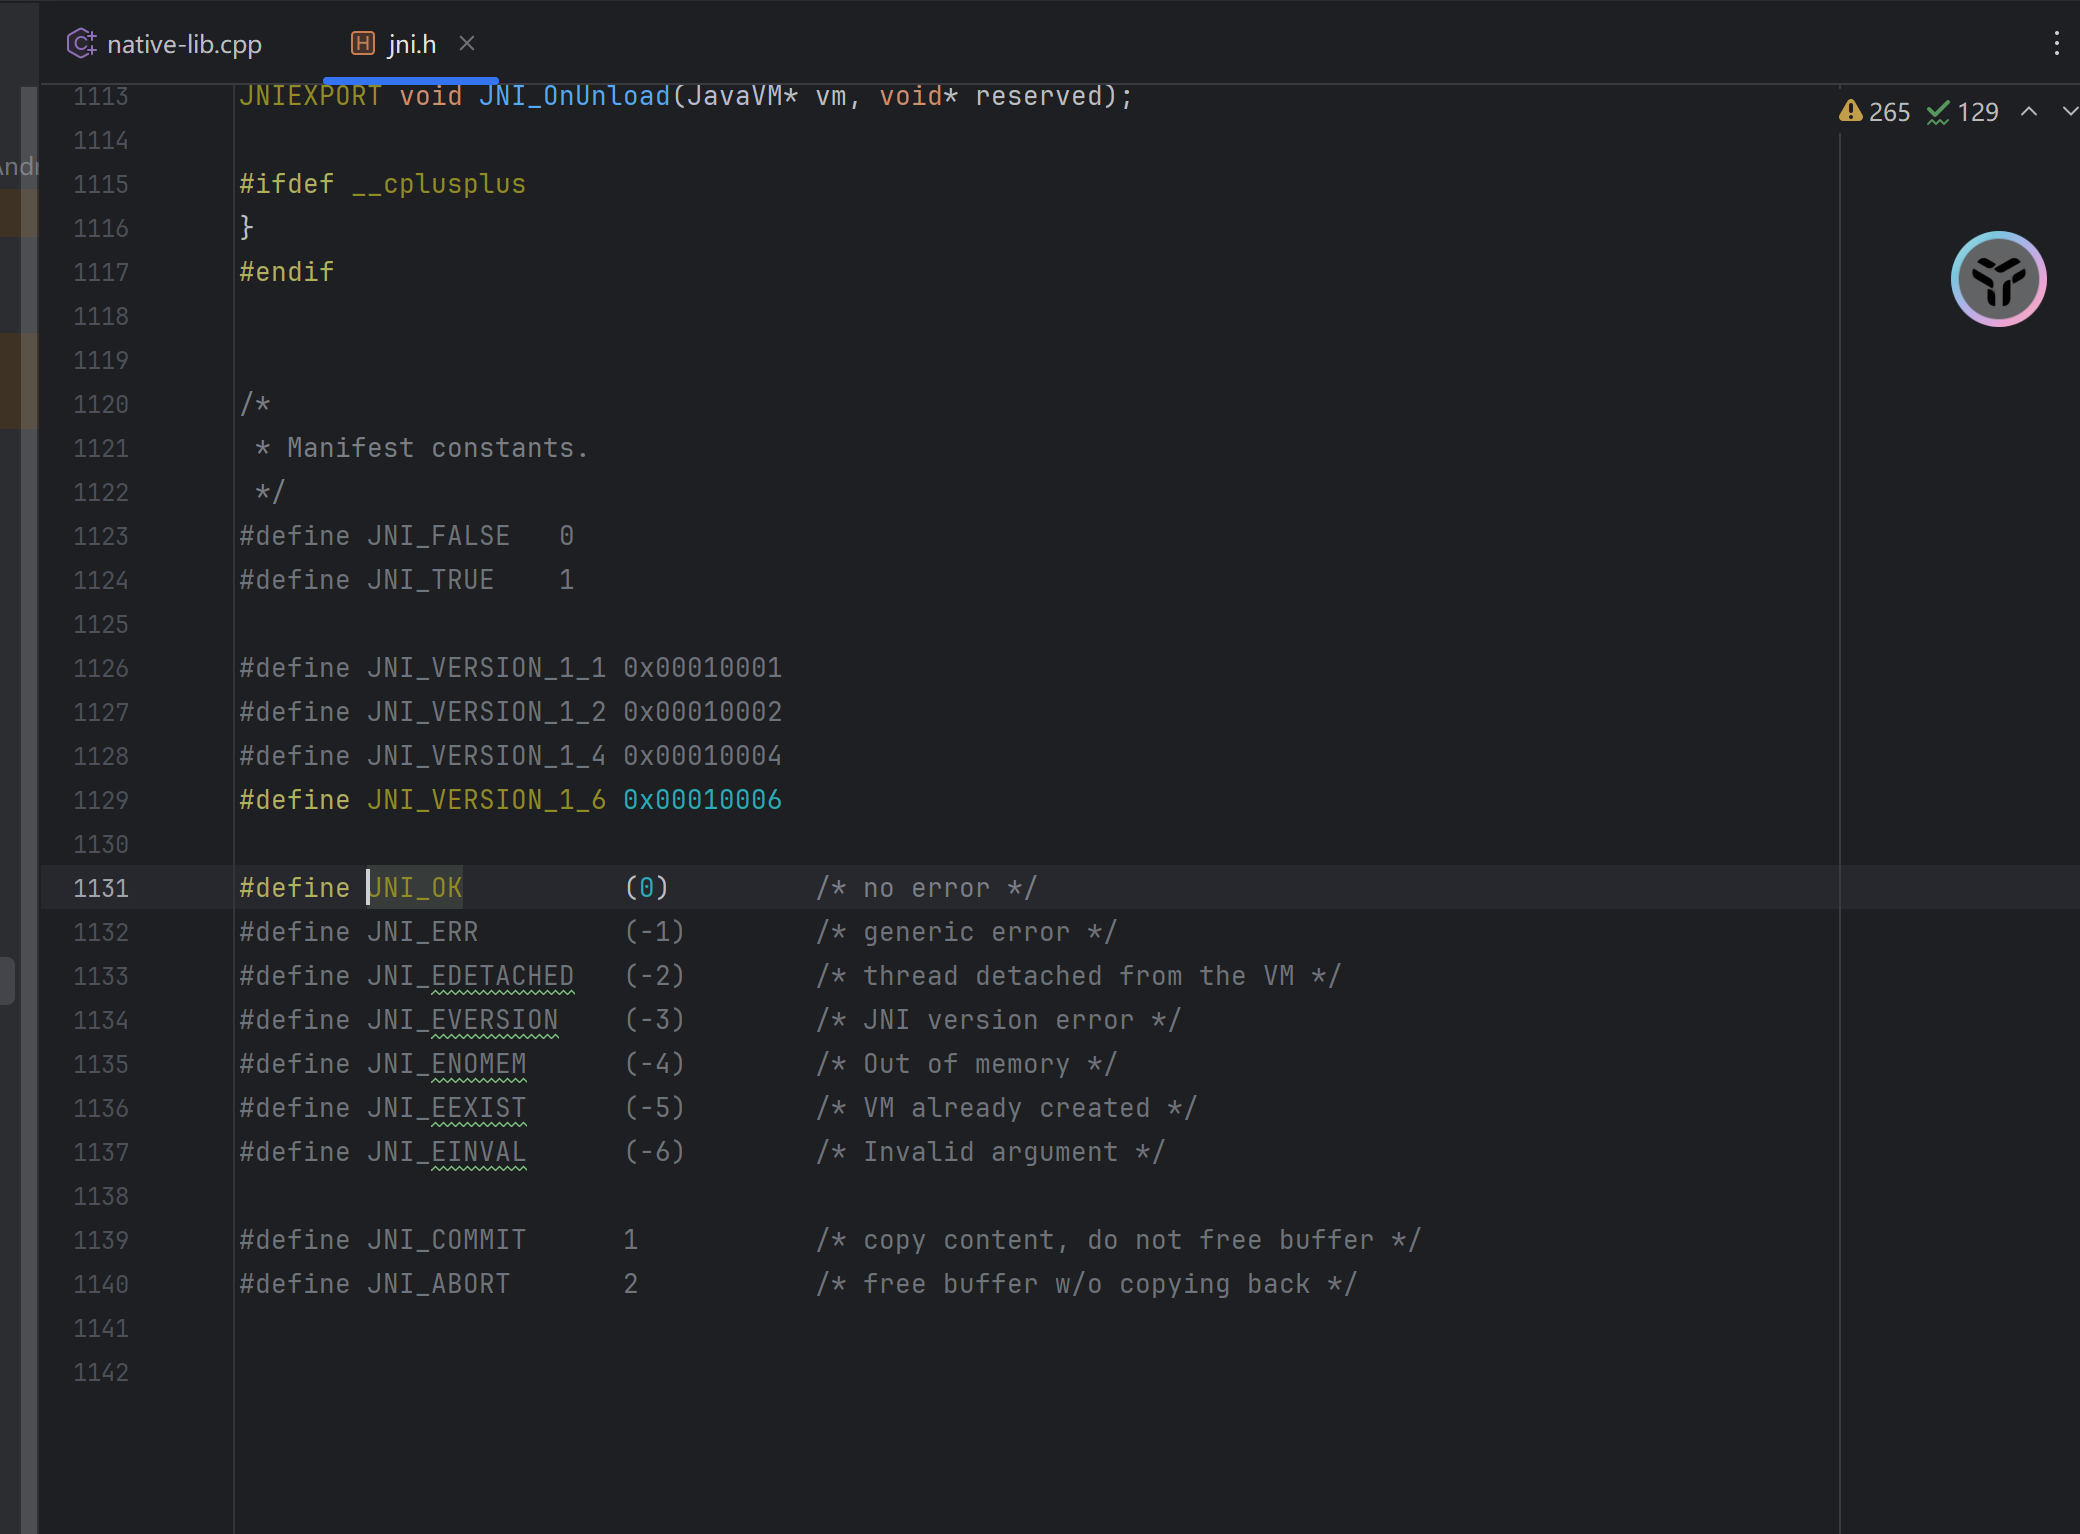 native-lib.cpp
jni.h
265 129
Andr
1113 JNIEXPORT void JNI_OnUnload(JavaVM* vm, void* reserved);
1114
1115 #ifdef __cplusplus
1116 }
1117 #endif
1118
1119
1120 /*
1121  * Manifest constants.
1122  */
1123 #define JNI_FALSE   0
1124 #define JNI_TRUE    1
1125
1126 #define JNI_VERSION_1_1 0x00010001
1127 #define JNI_VERSION_1_2 0x00010002
1128 #define JNI_VERSION_1_4 0x00010004
1129 #define JNI_VERSION_1_6 0x00010006
1130
1131 #define JNI_OK          (0)         /* no error */
1132 #define JNI_ERR         (-1)        /* generic error */
1133 #define JNI_EDETACHED   (-2)        /* thread detached from the VM */
1134 #define JNI_EVERSION    (-3)        /* JNI version error */
1135 #define JNI_ENOMEM      (-4)        /* Out of memory */
1136 #define JNI_EEXIST      (-5)        /* VM already created */
1137 #define JNI_EINVAL      (-6)        /* Invalid argument */
1138
1139 #define JNI_COMMIT      1           /* copy content, do not free buffer */
1140 #define JNI_ABORT       2           /* free buffer w/o copying back */
1141
1142